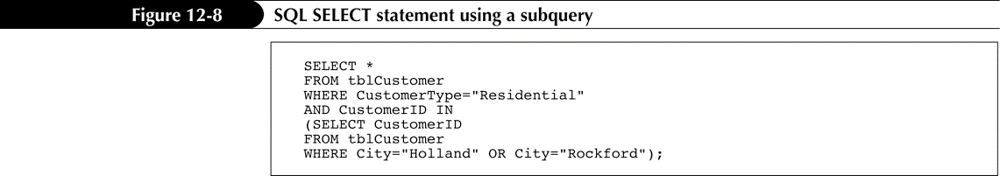 Figure 12-8 SQL SELECT statement using a subquery
SELECT *
FROM tblCustomer
WHERE CustomerType="Residential"
AND CustomerID IN
(SELECT CustomerID
FROM tblCustomer
WHERE City="Holland" OR City="Rockford");